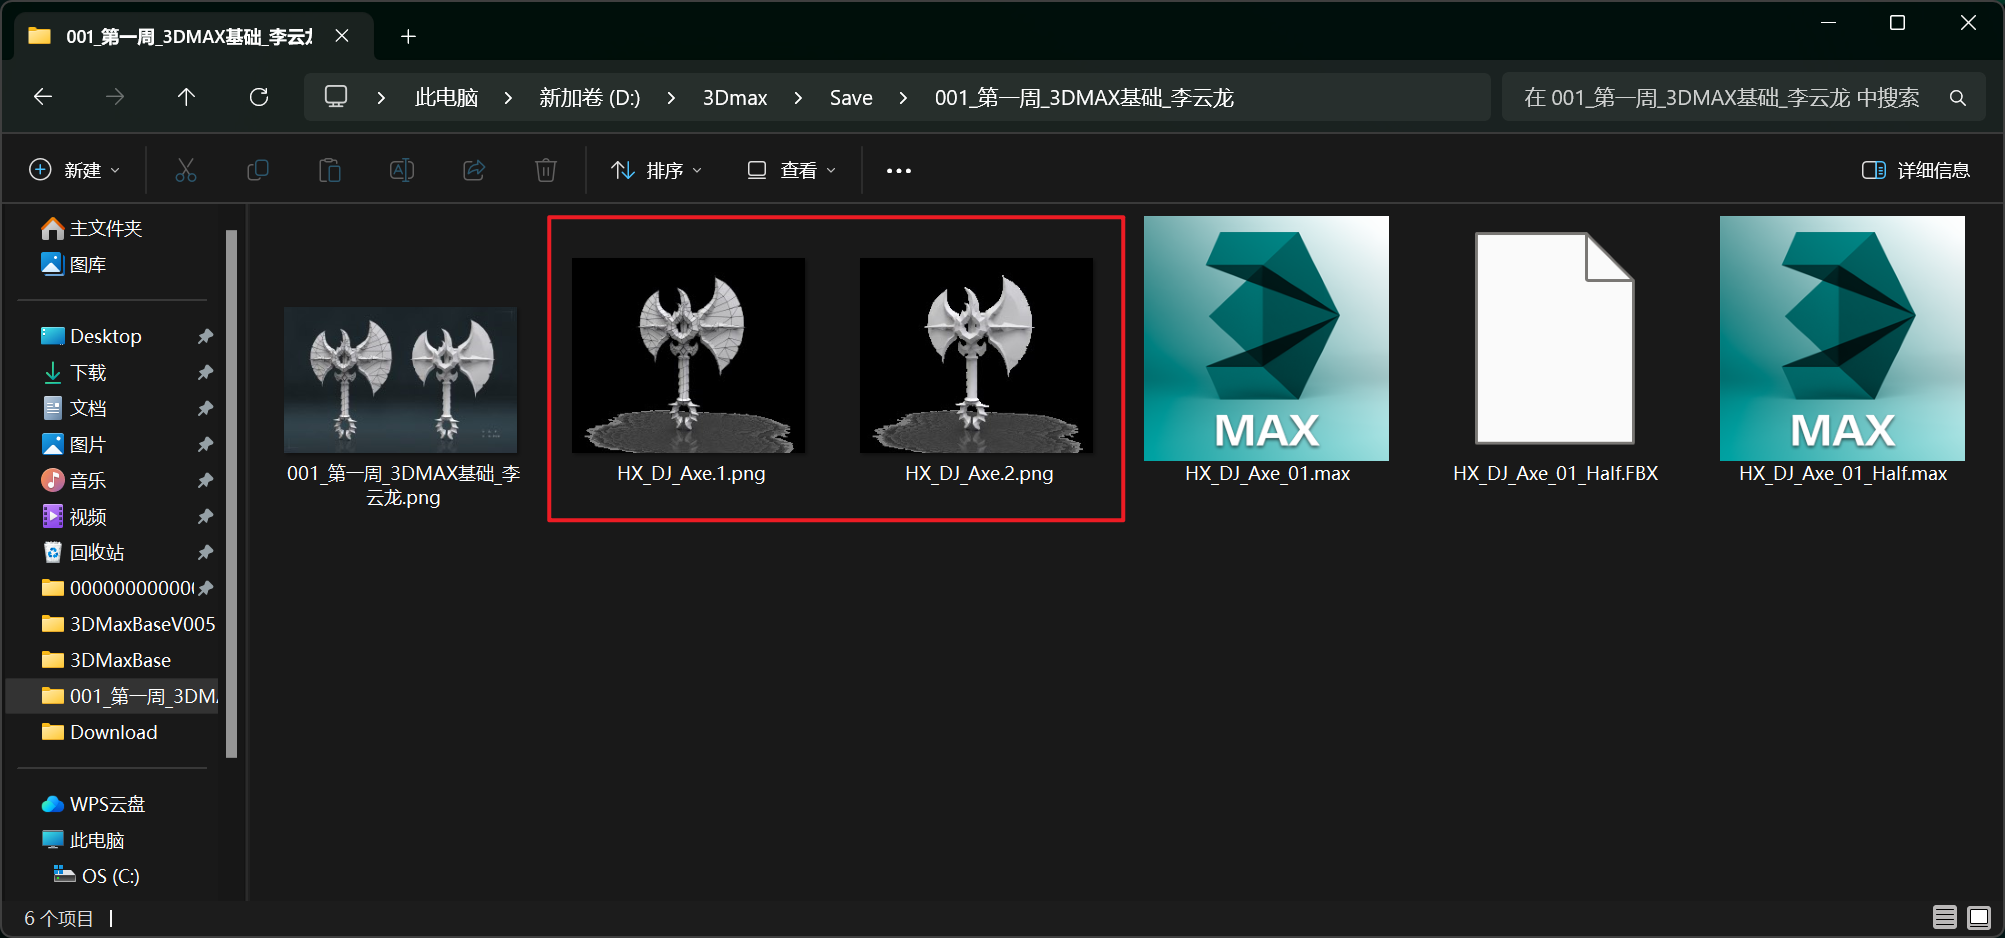 001_第一周_3DMAX基础_李云龙
此电脑 新加卷 (D:) 3Dmax Save 001_第一周_3DMAX基础_李云龙
在 001_第一周_3DMAX基础_李云龙 中搜索
新建 排序 查看 详细信息
主文件夹
图库
Desktop
下载
文档
图片
音乐
视频
回收站
000000000000
3DMaxBaseV005
3DMaxBase
001_第一周_3DM
Download
WPS云盘
此电脑
OS (C:)
001_第一周_3DMAX基础_李
云龙.png
HX_DJ_Axe.1.png
HX_DJ_Axe.2.png
MAX
HX_DJ_Axe_01.max
HX_DJ_Axe_01_Half.FBX
MAX
HX_DJ_Axe_01_Half.max
6 个项目